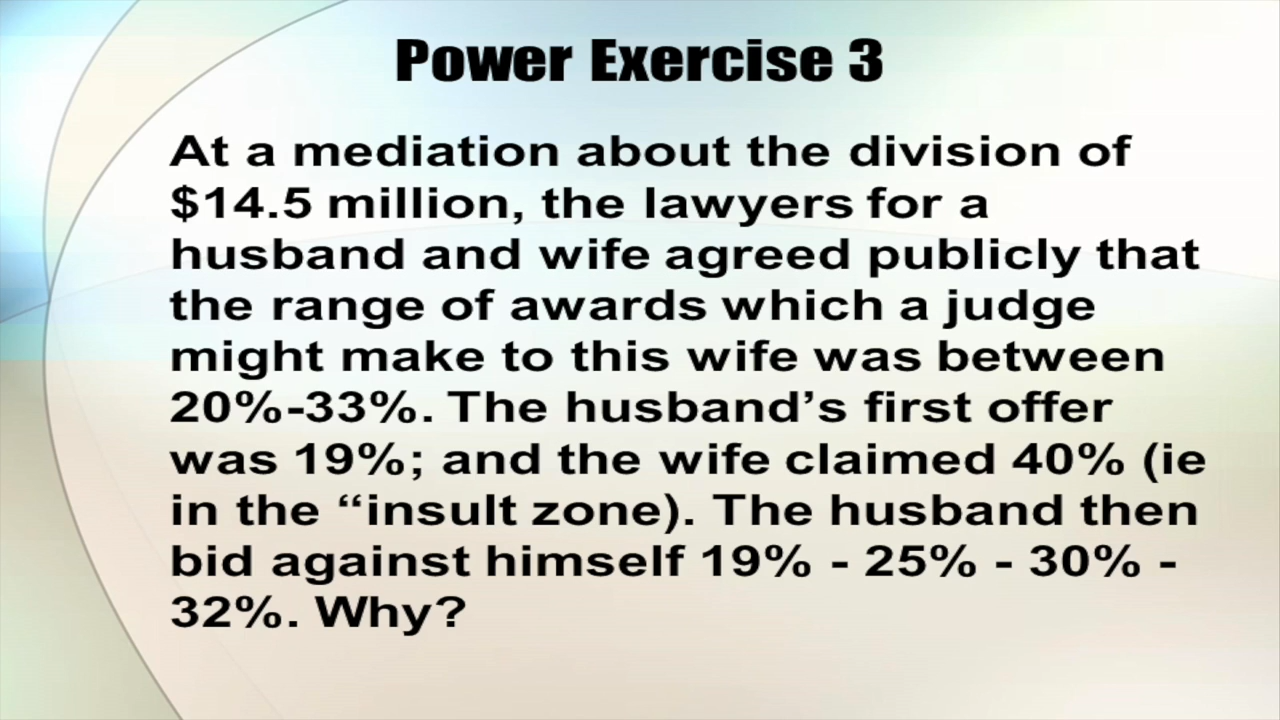 Power Exercise 3
At a mediation about the division of
$14.5 million, the lawyers for a
husband and wife agreed publicly that
the range of awards which a judge
might make to this wife was between
20%-33%. The husband’s first offer
was 19%; and the wife claimed 40% (ie
in the “insult zone). The husband then
bid against himself 19% - 25% - 30% -
32%. Why?